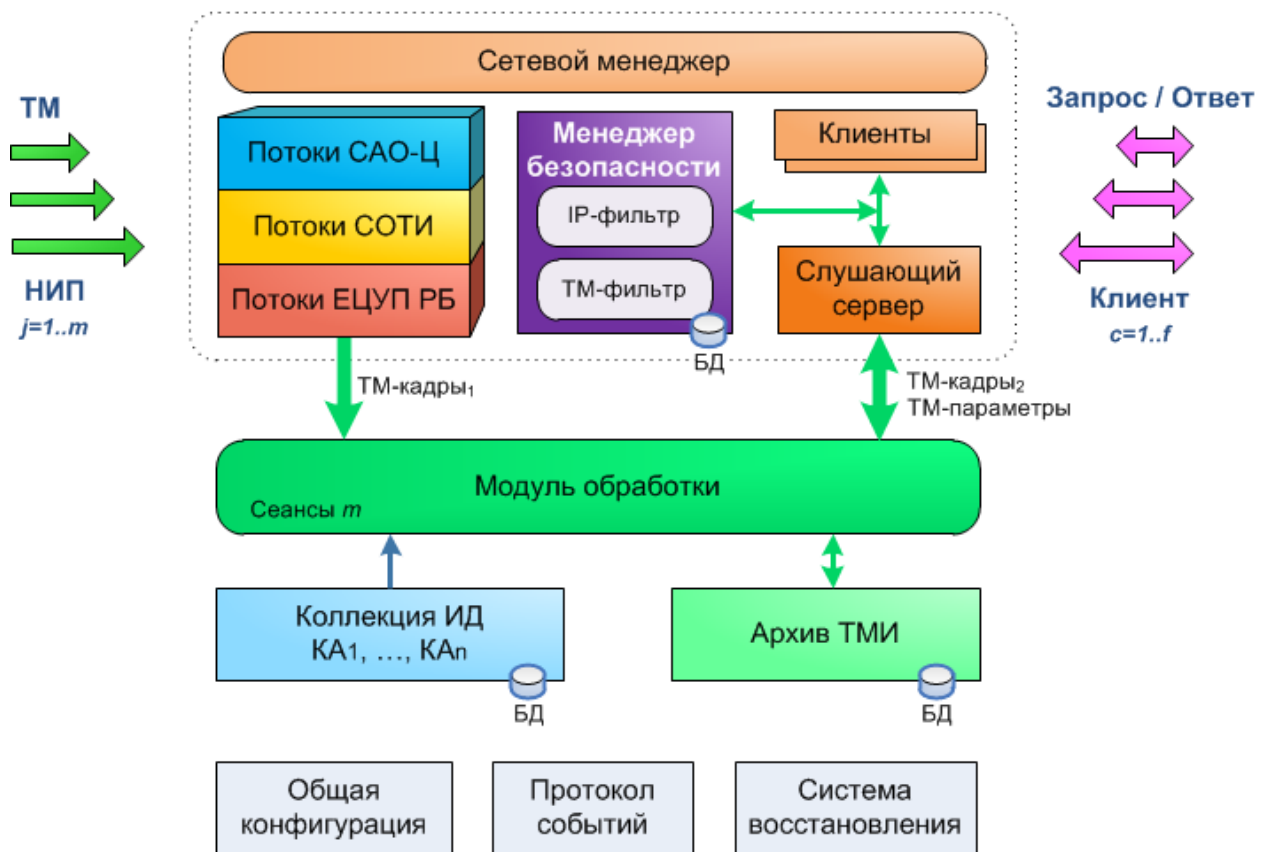 Сетевой менеджер
ТМ
НИП
j=1..m
Потоки САО-Ц
Потоки СОТИ
Потоки ЕЦУП РБ
Менеджер
безопасности
IP-фильтр
ТМ-фильтр
БД
Клиенты
Слушающий
сервер
Запрос / Ответ
Клиент
c=1..f
ТМ-кадры₁
ТМ-кадры₂
ТМ-параметры
Модуль обработки
Сеансы m
Коллекция ИД
КА1, …, КАn
БД
Архив ТМИ
БД
Общая
конфигурация
Протокол
событий
Система
восстановления